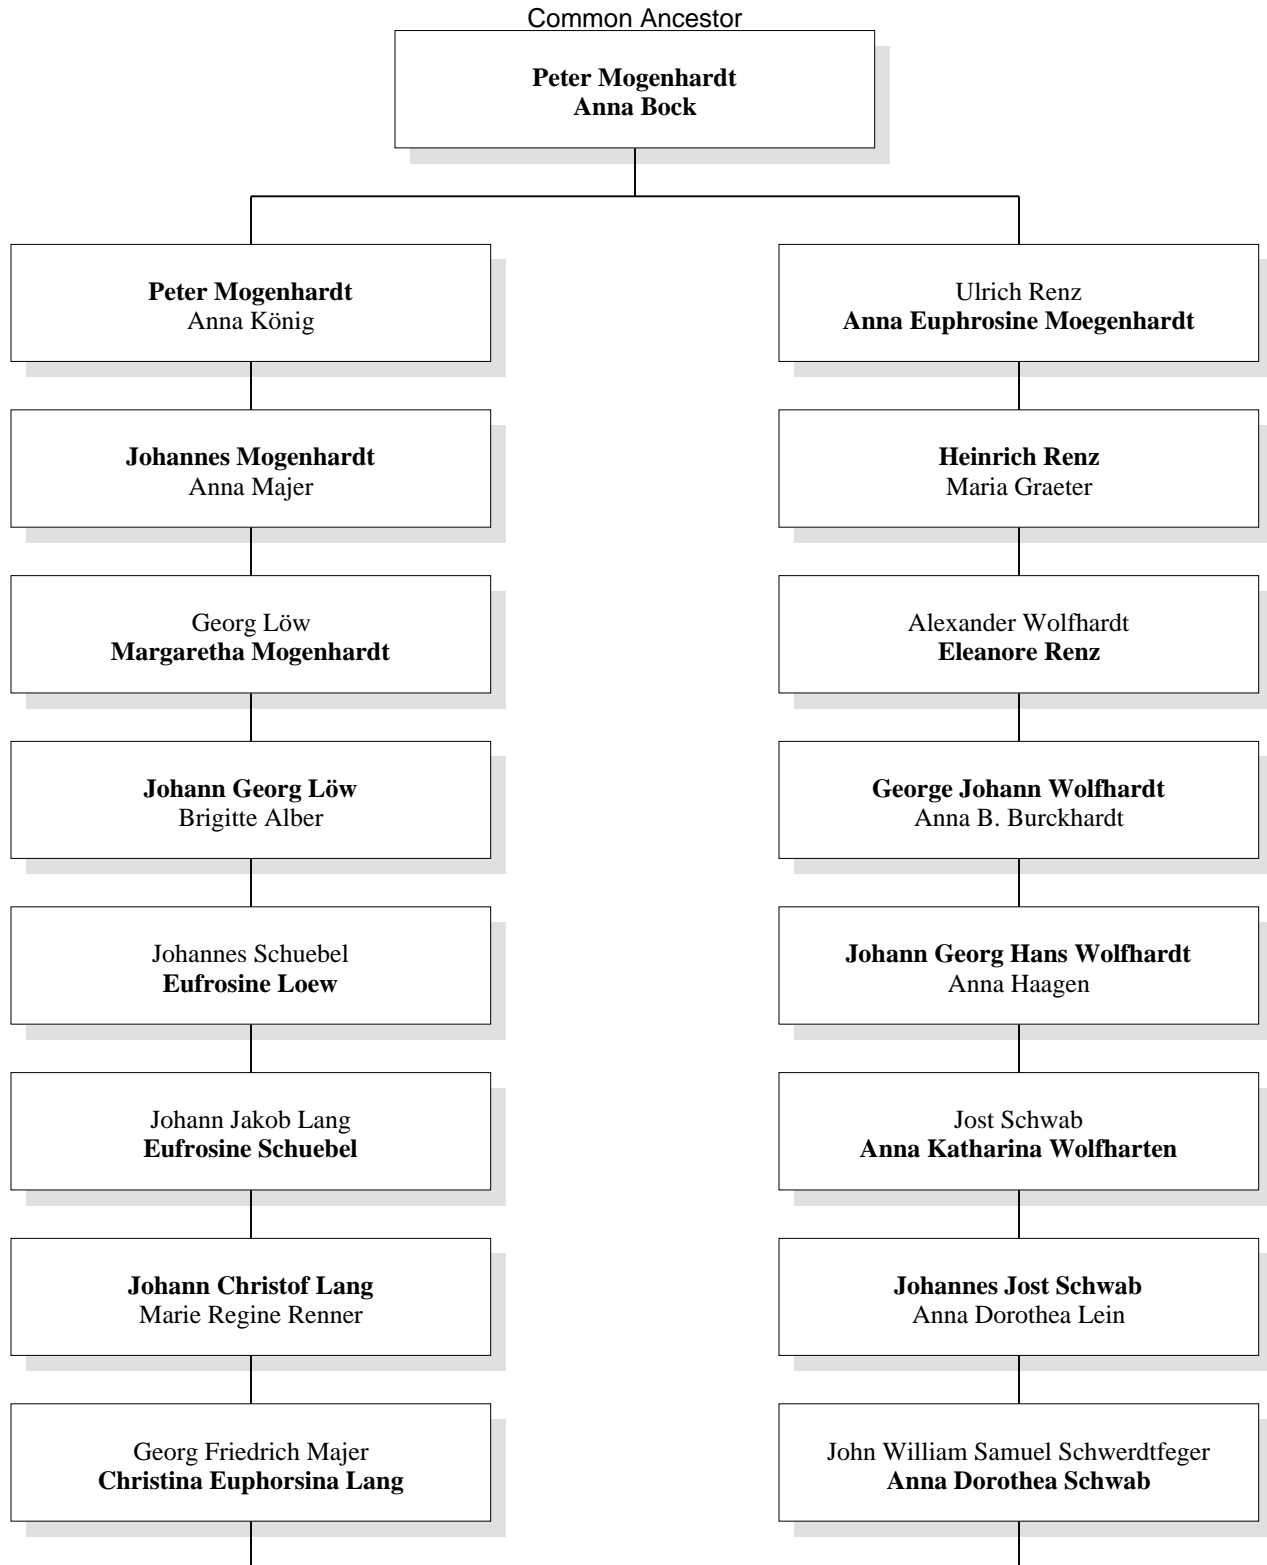 Common Ancestor
Peter Mogenhardt
Anna Bock
Peter Mogenhardt
Anna König
Ulrich Renz
Anna Euphrosine Moegenhardt
Johannes Mogenhardt
Anna Majer
Heinrich Renz
Maria Graeter
Georg Löw
Margaretha Mogenhardt
Alexander Wolfhardt
Eleanore Renz
Johann Georg Löw
Brigitte Alber
George Johann Wolfhardt
Anna B. Burckhardt
Johannes Schuebel
Eufrosine Loew
Johann Georg Hans Wolfhardt
Anna Haagen
Johann Jakob Lang
Eufrosine Schuebel
Jost Schwab
Anna Katharina Wolfharten
Johann Christof Lang
Marie Regine Renner
Johannes Jost Schwab
Anna Dorothea Lein
Georg Friedrich Majer
Christina Euphorsina Lang
John William Samuel Schwerdtfeger
Anna Dorothea Schwab